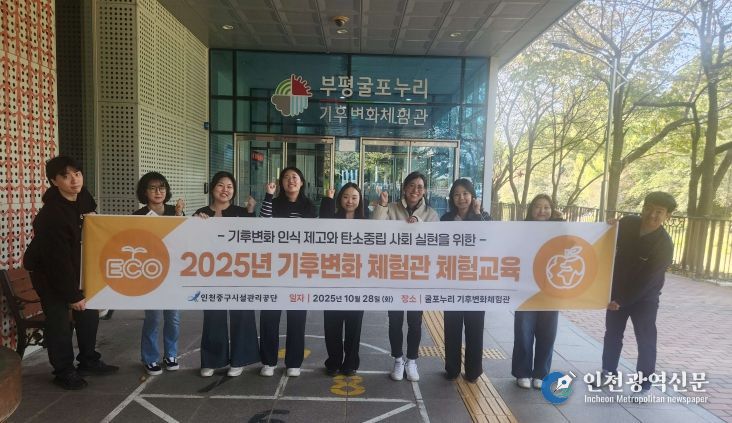 부평굴포누리
기후변화체험관
- 기후변화 인식 제고와 탄소중립 사회 실현을 위한 -
ECO
2025년 기후변화 체험관 체험교육
인천중구시설관리공단 일자 | 2025년 10월 28일 (화) 장소 | 굴포누리 기후변화체험관
인천광역신문
Incheon Metropolitan newspaper